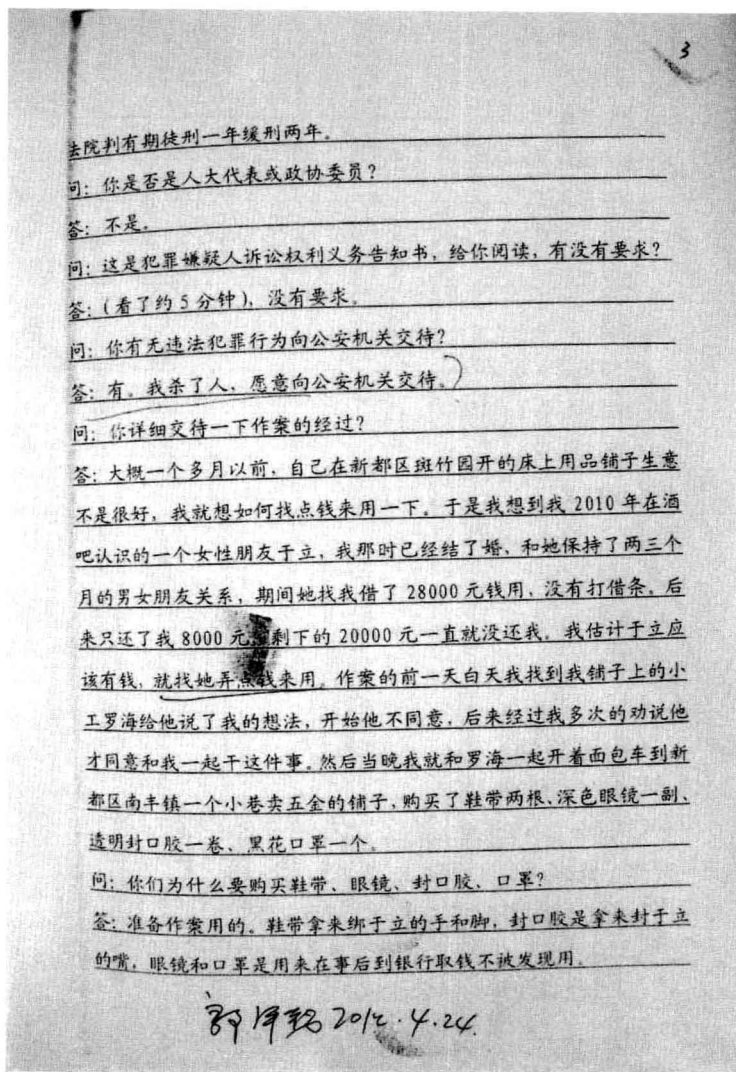 3
法院判有期徒刑一年缓刑两年。
问：你是否是人大代表或政协委员？
答：不是。
问：这是犯罪嫌疑人诉讼权利义务告知书，给你阅读，有没有要求？
答：（看了约5分钟），没有要求。
问：你有无违法犯罪行为向公安机关交待？
答：有。我杀了人，愿意向公安机关交待。
问：你详细交待一下作案的经过？
答：大概一个多月以前，自己在新都区斑竹园开的床上用品铺子生意
不是很好，我就想如何找点钱来用一下。于是我想到我2010年在酒
吧认识的一个女性朋友于立，我那时已经结了婚、和她保持了两三个
月的男女朋友关系，期间她找我借了28000元钱用，没有打借条。后
来只还了我8000元 剩下的20000元一直就没还我。我估计于立应
该有钱，就找她弄点钱来用。作案的前一天白天我找到我铺子上的小
工罗海给他说了我的想法，开始他不同意，后来经过我多次的劝说他
才同意和我一起干这件事。然后当晚我就和罗海一起开着面包车到新
都区南丰镇一个小巷卖五金的铺子，购买了鞋带两根、深色眼镜一副、
透明封口胶一卷、黑花口罩一个。
问：你们为什么要购买鞋带、眼镜、封口胶、口罩？
答：准备作案用的。鞋带拿来绑于立的手和脚，封口胶是拿来封于立
的嘴，眼镜和口罩是用来在事后到银行取钱不被发现用。
2012.4.24.